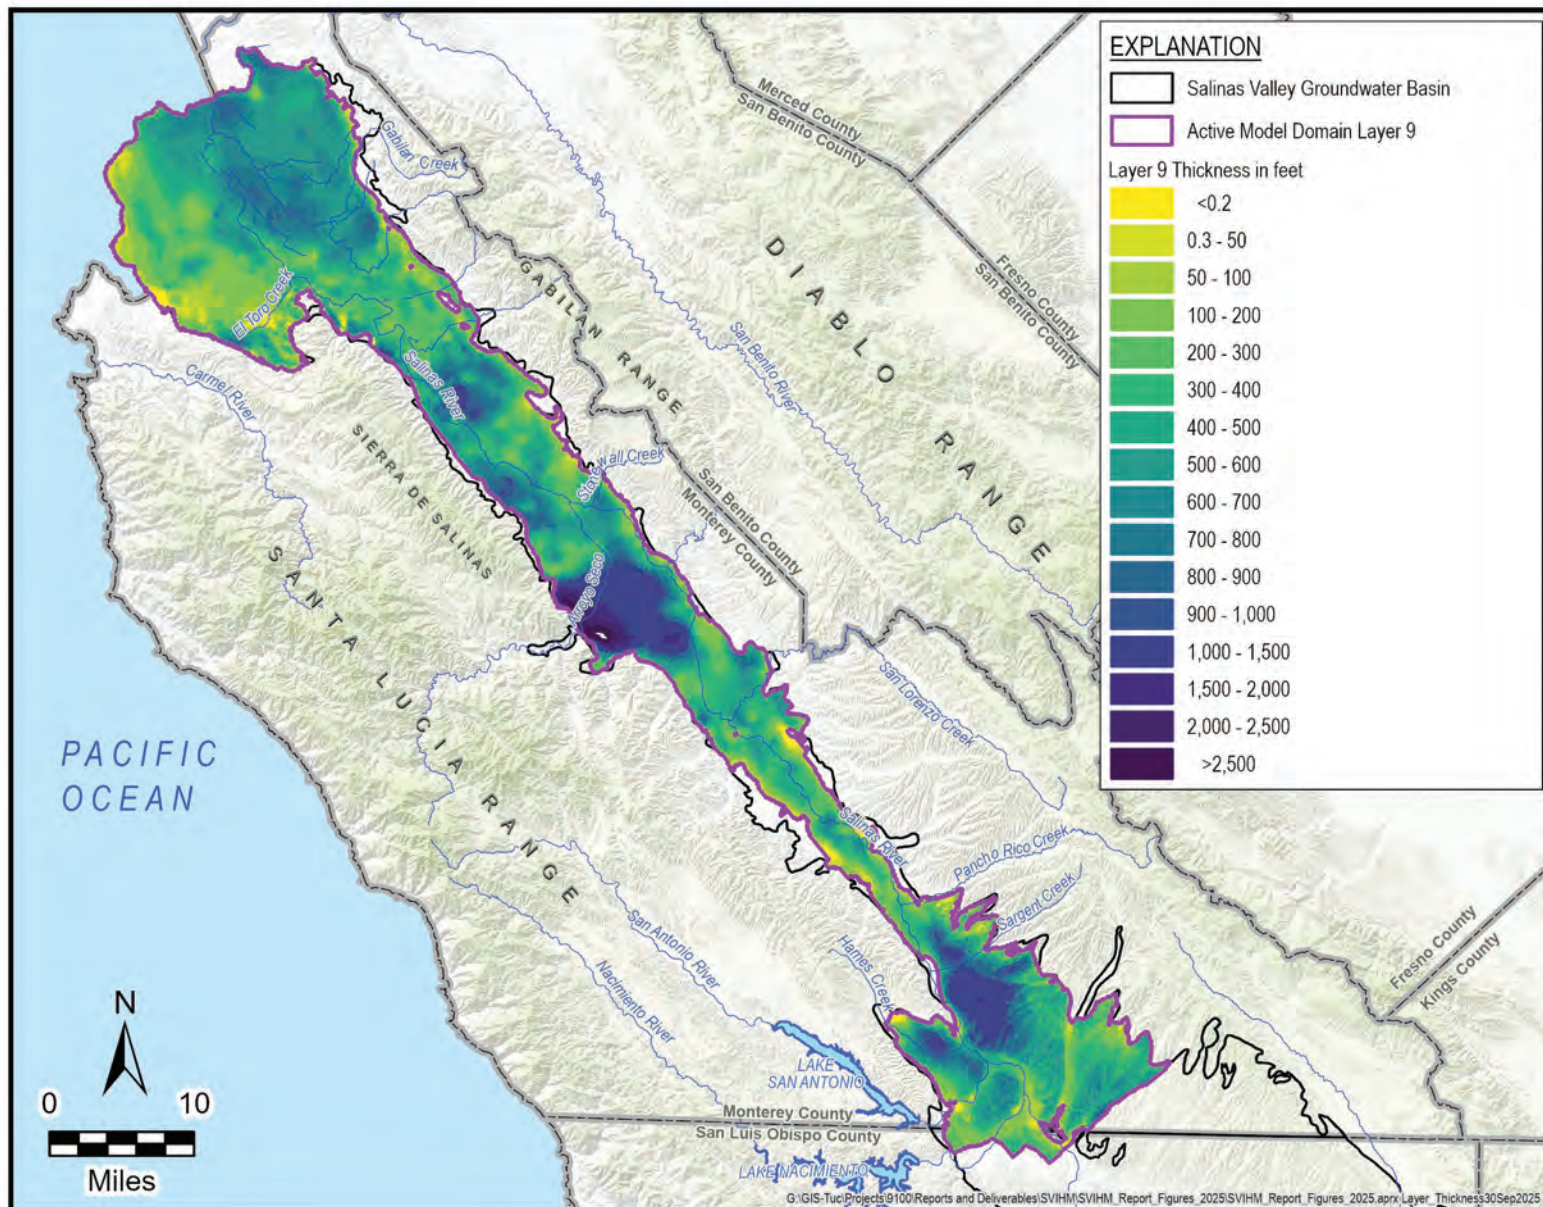 EXPLANATION
Salinas Valley Groundwater Basin
Active Model Domain Layer 9
Layer 9 Thickness in feet
<0.2
0.3 - 50
50 - 100
100 - 200
200 - 300
300 - 400
400 - 500
500 - 600
600 - 700
700 - 800
800 - 900
900 - 1,000
1,000 - 1,500
1,500 - 2,000
2,000 - 2,500
>2,500
Merced County
San Benito County
Fresno County
San Benito County
Gabilan Creek
GABILAN RANGE
DIABLO RANGE
San Benito River
El Toro Creek
Carmel River
Salinas River
SIERRA DE SALINAS
Stonewall Creek
San Benito County
Monterey County
SANTA LUCIA RANGE
Arroyo Seco
San Lorenzo Creek
PACIFIC
OCEAN
Salinas River
Pancho Rico Creek
Sargent Creek
San Antonio River
Hames Creek
Nacimiento River
Fresno County
Kings County
N
0 10
Miles
LAKE
SAN ANTONIO
Monterey County
San Luis Obispo County
LAKE NACIMIENTO
G:\GIS-Tuc\Projects\9100\Reports and Deliverables\SVIHM\SVIHM_Report_Figures_2025\SVIHM_Report_Figures_2025.aprx Layer_Thickness30Sep2025